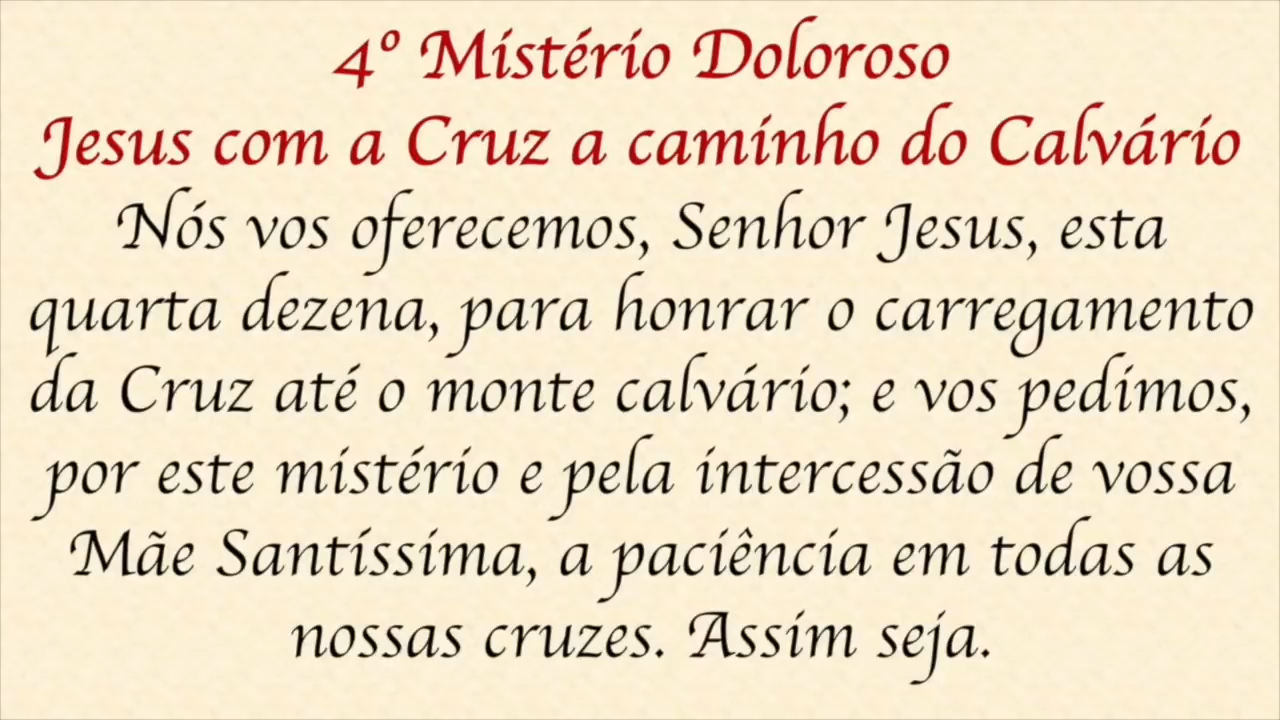 4º Mistério Doloroso
Jesus com a Cruz a caminho do Calvário
Nós vos oferecemos, Senhor Jesus, esta
quarta dezena, para honrar o carregamento
da Cruz até o monte calvário; e vos pedimos,
por este mistério e pela intercessão de vossa
Mãe Santíssima, a paciência em todas as
nossas cruzes. Assim seja.